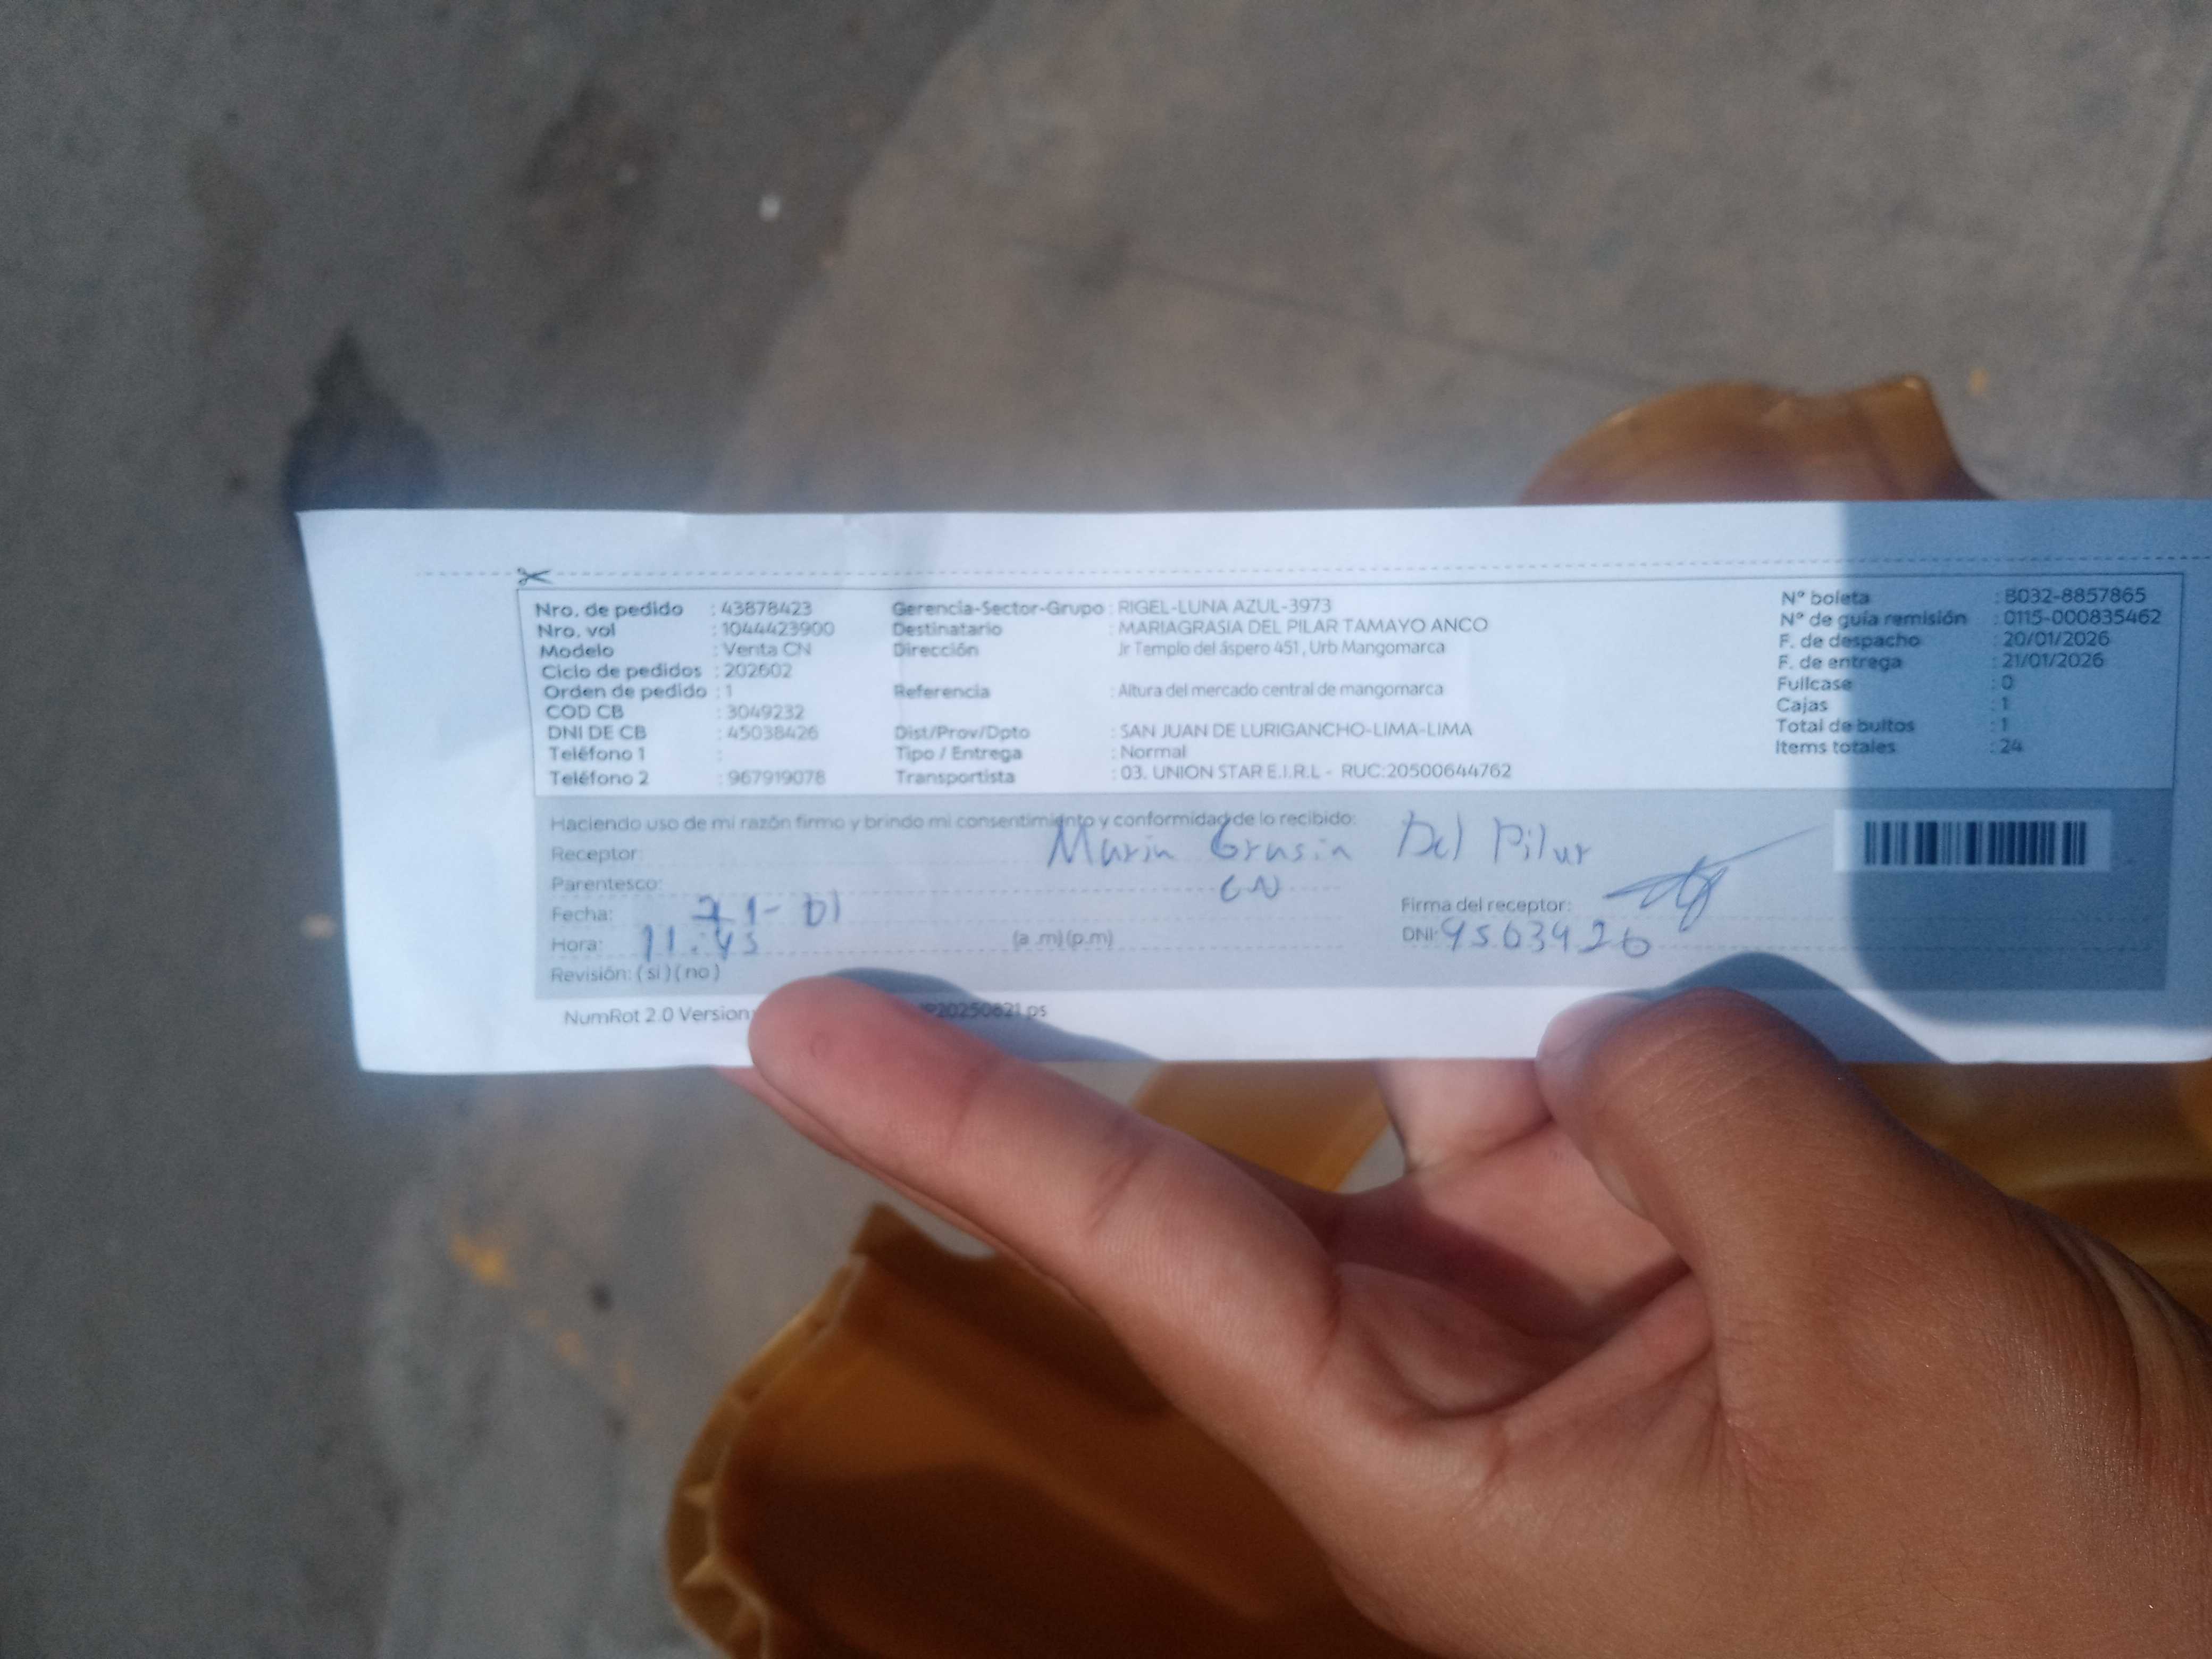 Nro. de pedido : 43878423
Nro. vol : 1044423900
Modelo : Venta CN
Ciclo de pedidos : 202602
Orden de pedido : 1
COD CB : 3049232
DNI DE CB : 45038426
Teléfono 1 :
Teléfono 2 : 967919078
Gerencia-Sector-Grupo : RIGEL-LUNA AZUL-3973
Destinatario : MARIAGRASIA DEL PILAR TAMAYO ANCO
Dirección Jr Templo del áspero 451 , Urb Mangomarca
Referencia : Altura del mercado central de mangomarca
Dist/Prov/Dpto : SAN JUAN DE LURIGANCHO-LIMA-LIMA
Tipo / Entrega : Normal
Transportista : 03. UNION STAR E.I.R.L - RUC:20500644762
Nº boleta : B032-8857865
Nº de guía remisión : 0115-000835462
F. de despacho : 20/01/2026
F. de entrega : 21/01/2026
Fullcase : 0
Cajas : 1
Total de bultos : 1
Items totales : 24
Haciendo uso de mi razón firmo y brindo mi consentimiento y conformidad de lo recibido:
Receptor: Maria Grasia Del Pilar
Parentesco: CN
Fecha: 21-01
Hora: 11:45 (a .m) (p.m)
Revisión: ( si ) ( no )
Firma del receptor:
DNI:
NumRot 2.0 Version: 20250821.ps